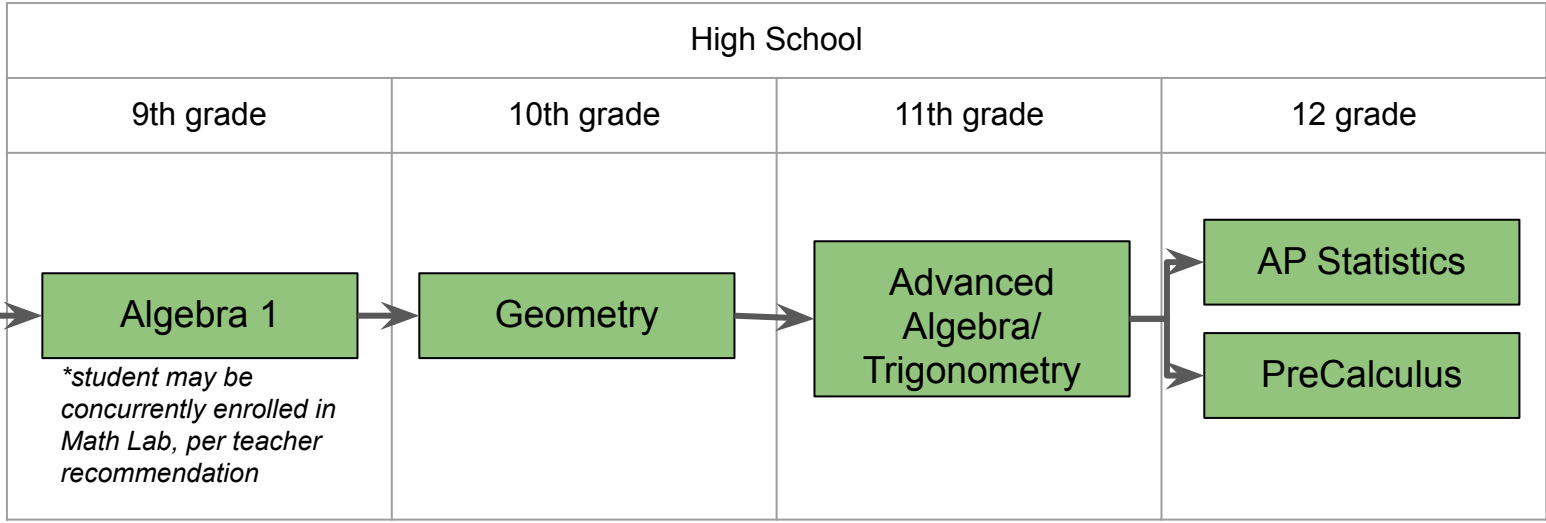 High School
9th grade
10th grade
11th grade
12 grade
Algebra 1
*student may be
concurrently enrolled in
Math Lab, per teacher
recommendation
Geometry
Advanced
Algebra/
Trigonometry
AP Statistics
PreCalculus